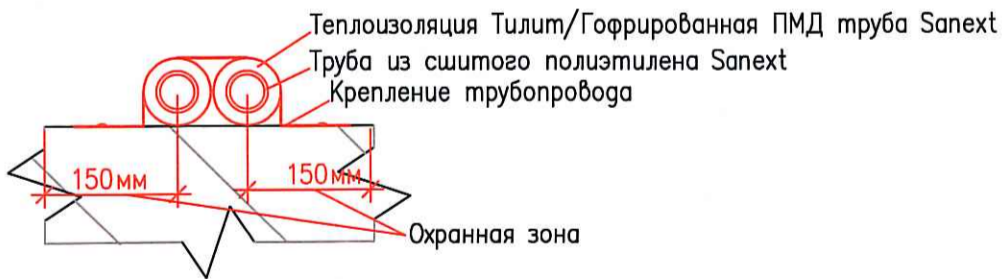 Теплоизоляция Тилит/Гофрированная ПМД труба Sanext
Труба из сшитого полиэтилена Sanext
Крепление трубопровода
150мм
150мм
Охранная зона